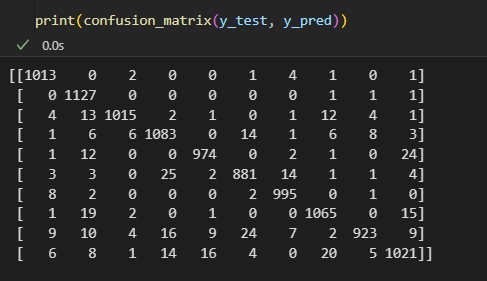 print(confusion_matrix(y_test, y_pred))
✓ 0.0s
[[1013    0    2    0    0    1    4    1    0    1]
 [   0 1127    0    0    0    0    0    1    1    1]
 [   4   13 1015    2    1    0    1   12    4    1]
 [   1    6    6 1083    0   14    1    6    8    3]
 [   1   12    0    0  974    0    2    1    0   24]
 [   3    3    0   25    2  881   14    1    1    4]
 [   8    2    0    0    0    2  995    0    1    0]
 [   1   19    2    0    1    0    0 1065    0   15]
 [   9   10    4   16    9   24    7    2  923    9]
 [   6    8    1   14   16    4    0   20    5 1021]]